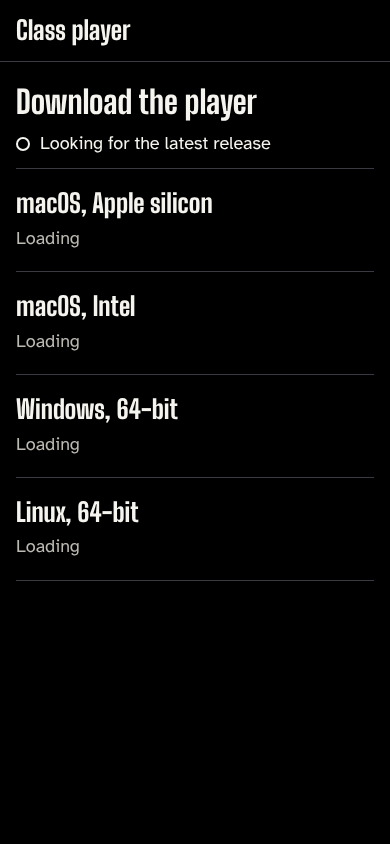 Class player
Download the player
Looking for the latest release
macOS, Apple silicon
Loading
macOS, Intel
Loading
Windows, 64-bit
Loading
Linux, 64-bit
Loading